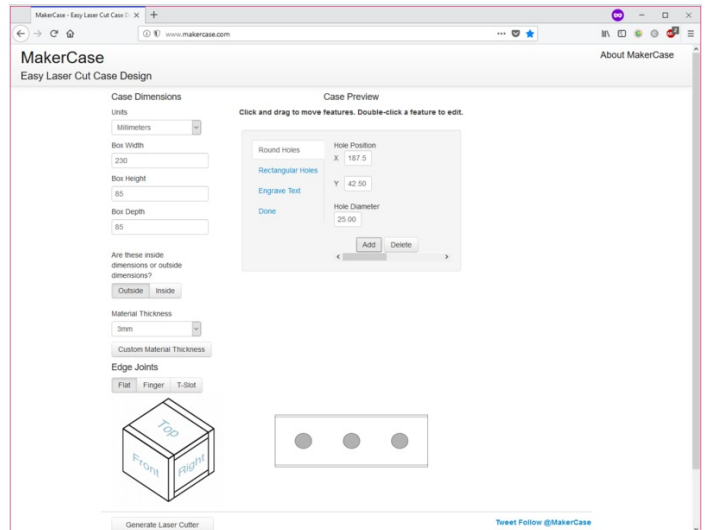 MakerCase - Easy Laser Cut Case D
www.makercase.com
MakerCase
About MakerCase
Easy Laser Cut Case Design
Case Dimensions
Units
Millimeters
Box Width
230
Box Height
85
Box Depth
85
Are these inside
dimensions or outside
dimensions?
Outside Inside
Material Thickness
3mm
Custom Material Thickness
Edge Joints
Flat Finger T-Slot
Top
Front Right
Generate Laser Cutter
Case Preview
Click and drag to move features. Double-click a feature to edit.
Round Holes
Rectangular Holes
Engrave Text
Done
Hole Position
X 187.5
Y 42.50
Hole Diameter
25.00
Add Delete
Tweet Follow @MakerCase